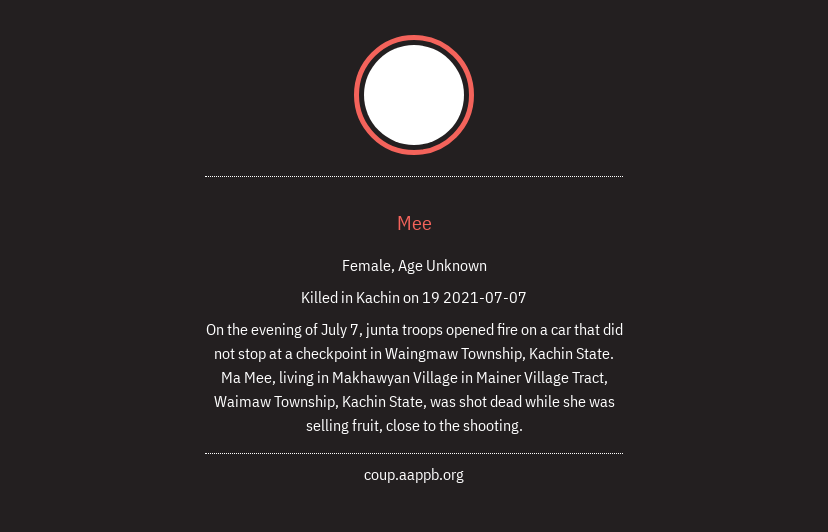 Mee
Female, Age Unknown
Killed in Kachin on 19 2021-07-07
On the evening of July 7, junta troops opened fire on a car that did
not stop at a checkpoint in Waingmaw Township, Kachin State.
Ma Mee, living in Makhawyan Village in Mainer Village Tract,
Waimaw Township, Kachin State, was shot dead while she was
selling fruit, close to the shooting.
coup.aappb.org